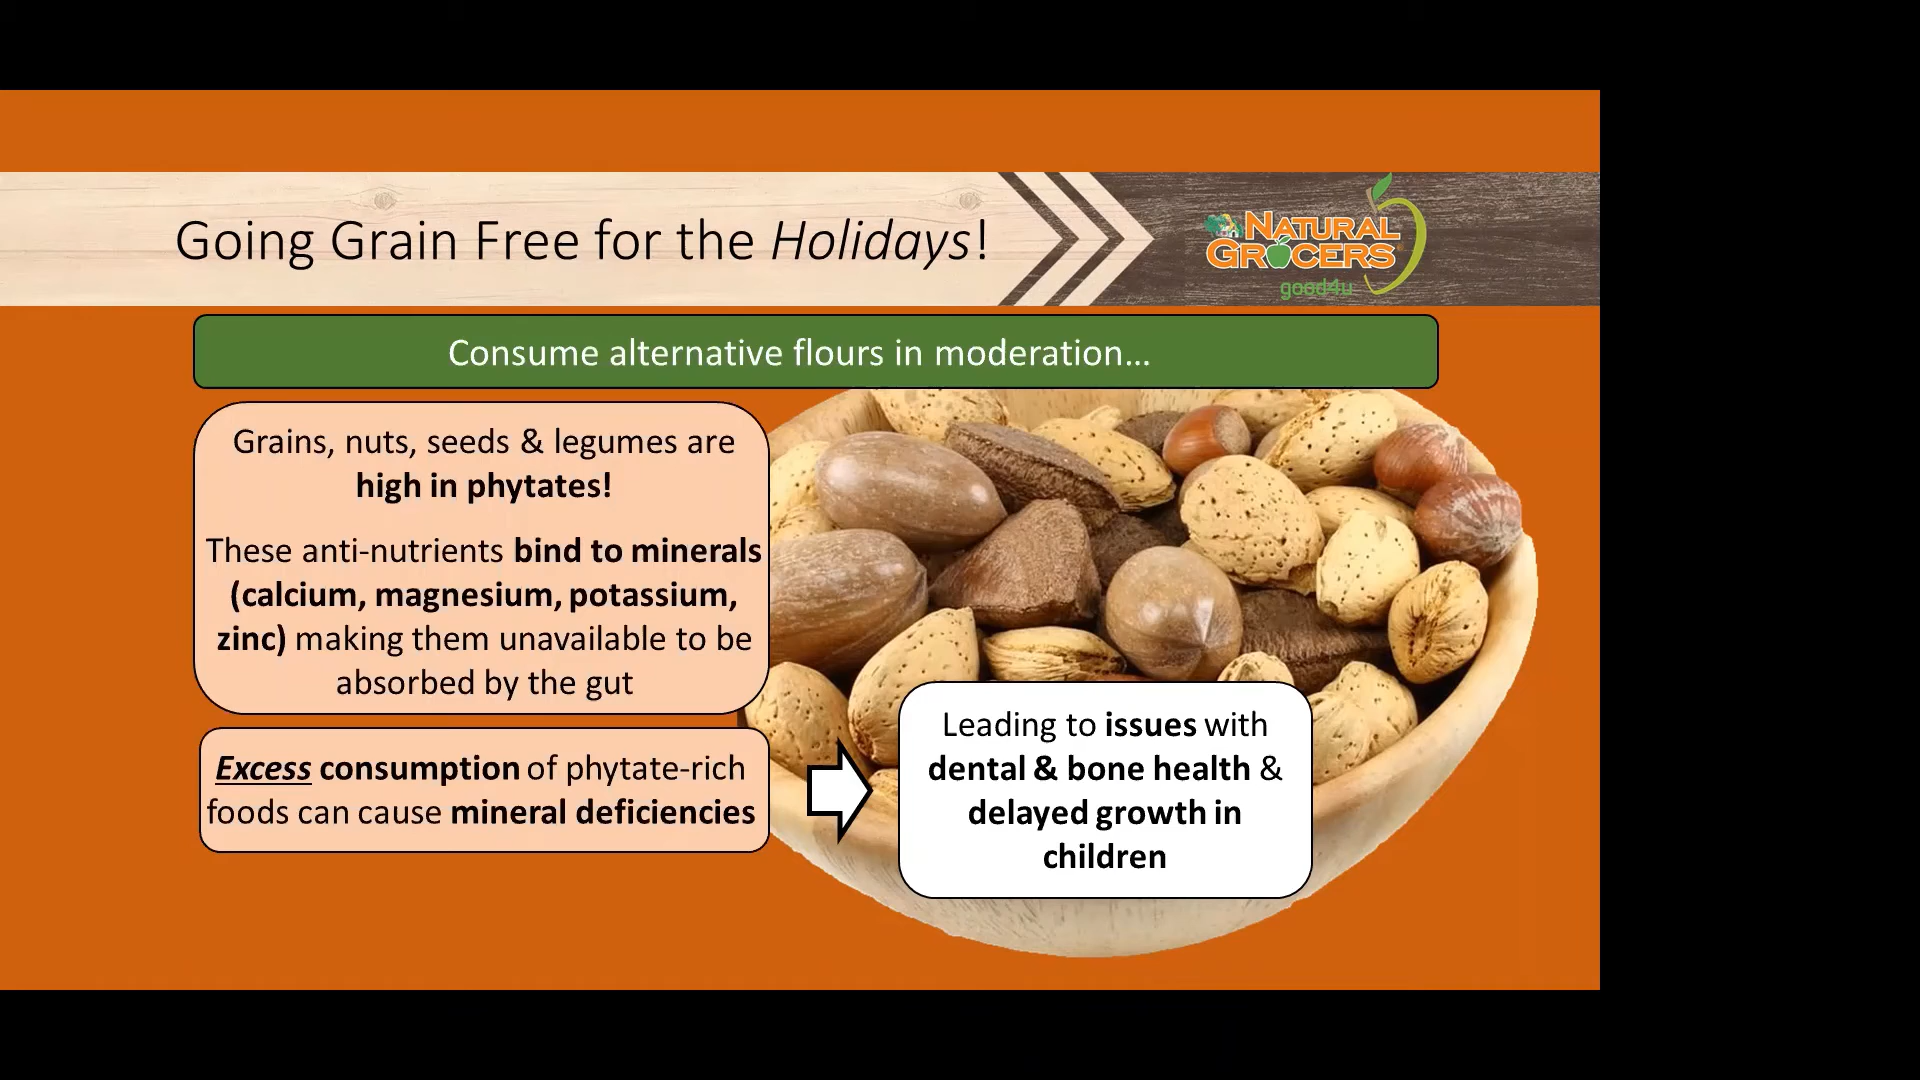 Going Grain Free for the Holidays!
NATURAL
GROCERS
good4u
Consume alternative flours in moderation...
Grains, nuts, seeds & legumes are
high in phytates!
These anti-nutrients bind to minerals
(calcium, magnesium, potassium,
zinc) making them unavailable to be
absorbed by the gut
Excess consumption of phytate-rich
foods can cause mineral deficiencies
Leading to issues with
dental & bone health &
delayed growth in
children